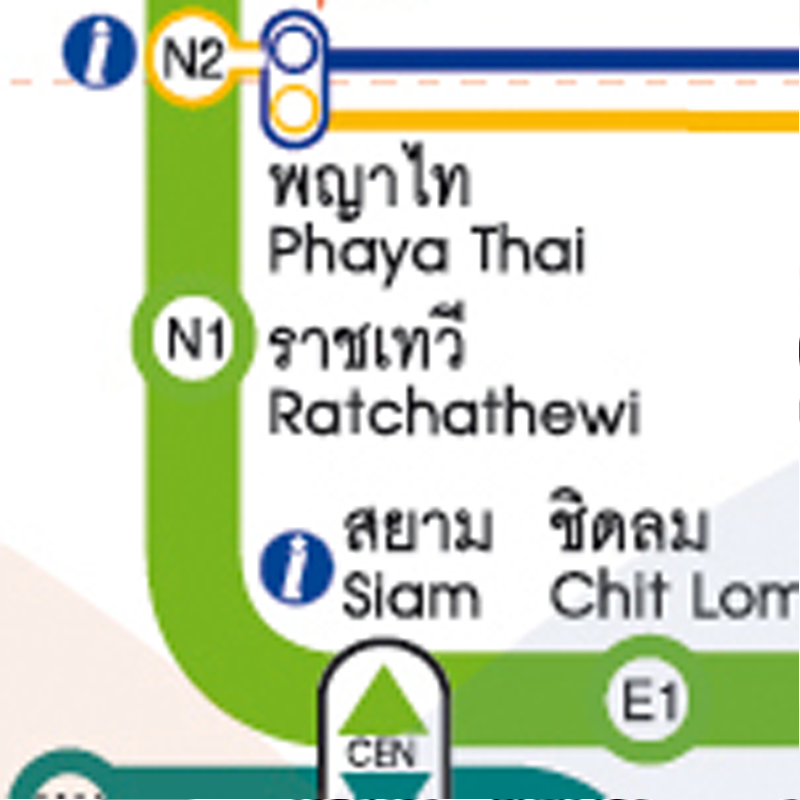 i N2
พญาไท
Phaya Thai
N1
ราชเทวี
Ratchathewi
สยาม ชิดลม
i Siam Chit Lom
E1
CEN